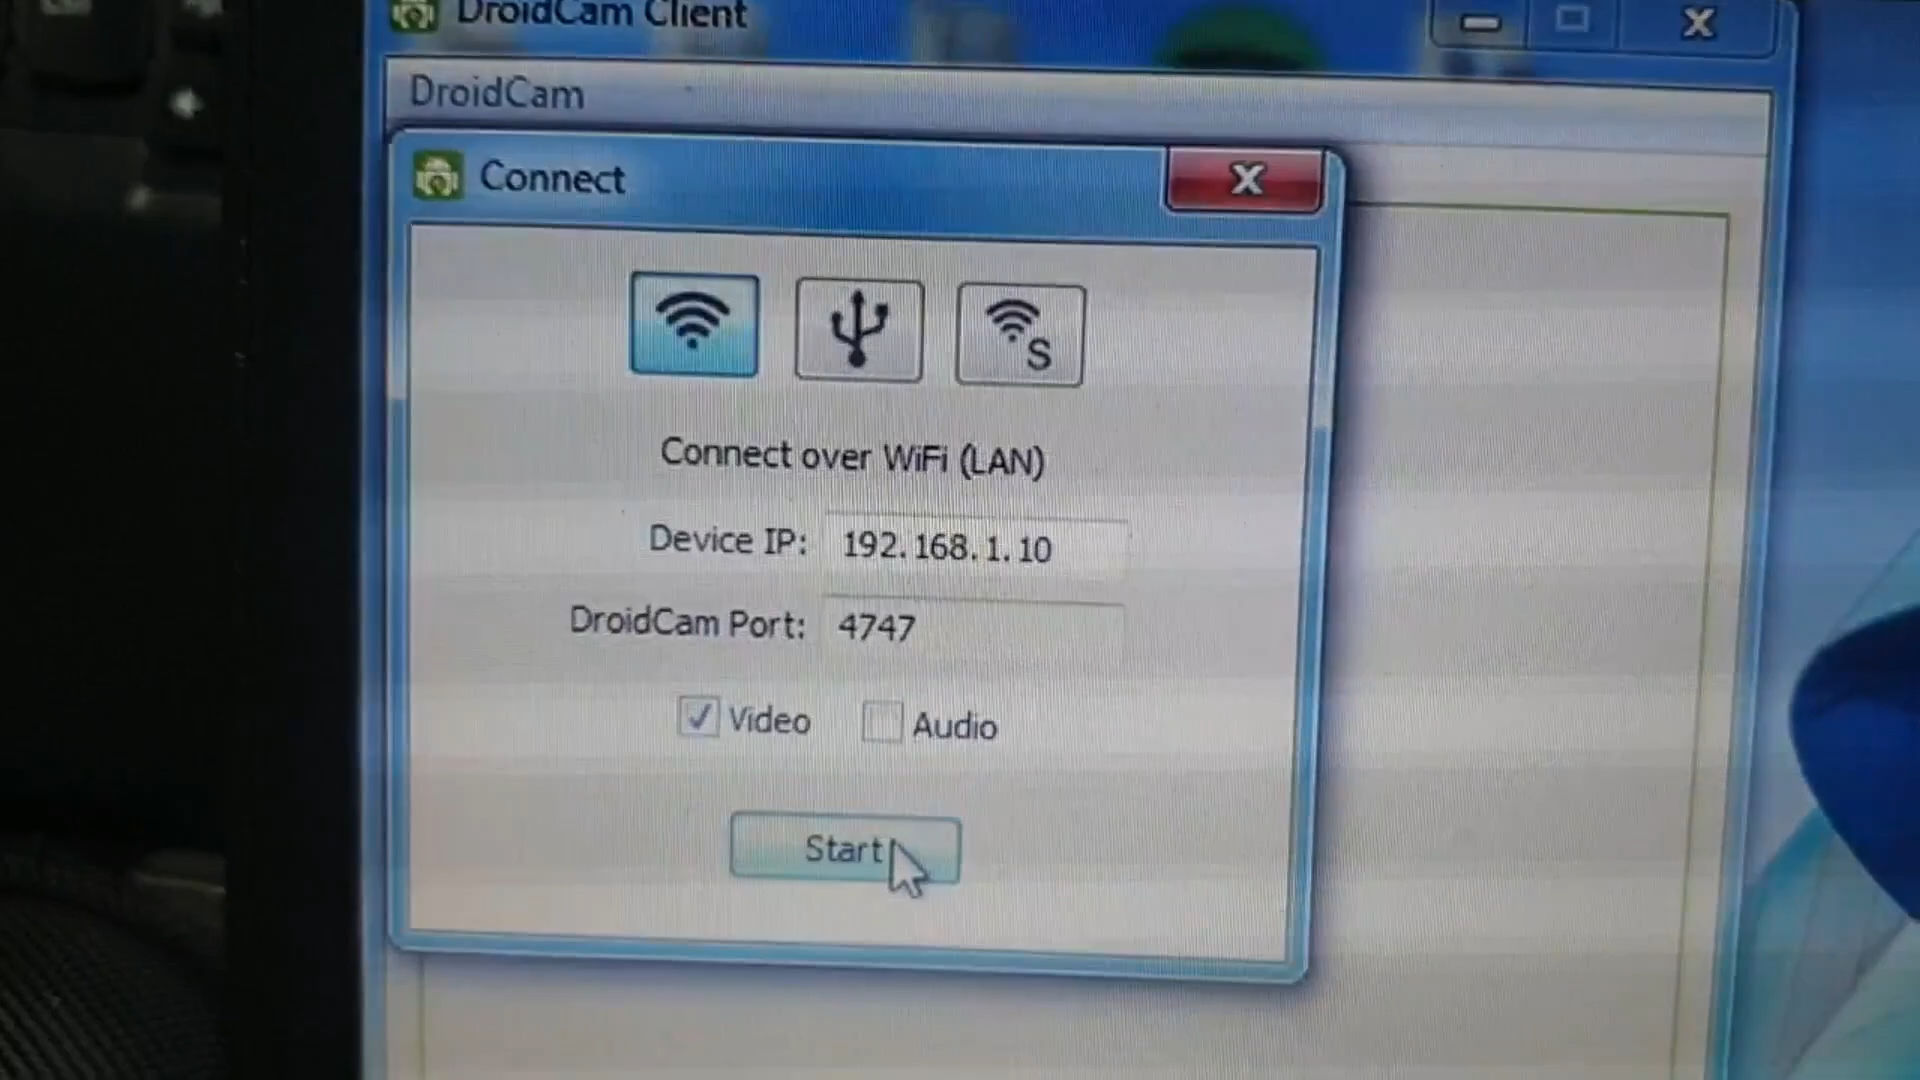 DroidCam Client
DroidCam
Connect
S
Connect over WiFi (LAN)
Device IP: 192.168.1.10
DroidCam Port: 4747
Video Audio
Start